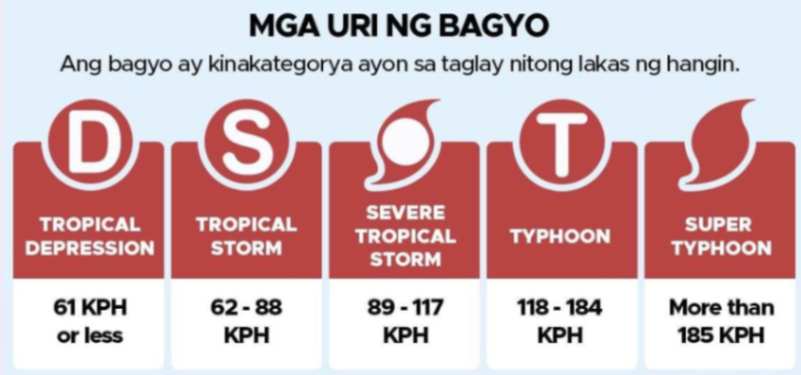 MGA URI NG BAGYO
Ang bagyo ay kinakategorya ayon sa taglay nitong lakas ng hangin.
D
TROPICAL
DEPRESSION
61 KPH
or less
S
TROPICAL
STORM
62 - 88
KPH
SEVERE
TROPICAL
STORM
89 - 117
KPH
T
TYPHOON
118 - 184
KPH
SUPER
TYPHOON
More than
185 KPH